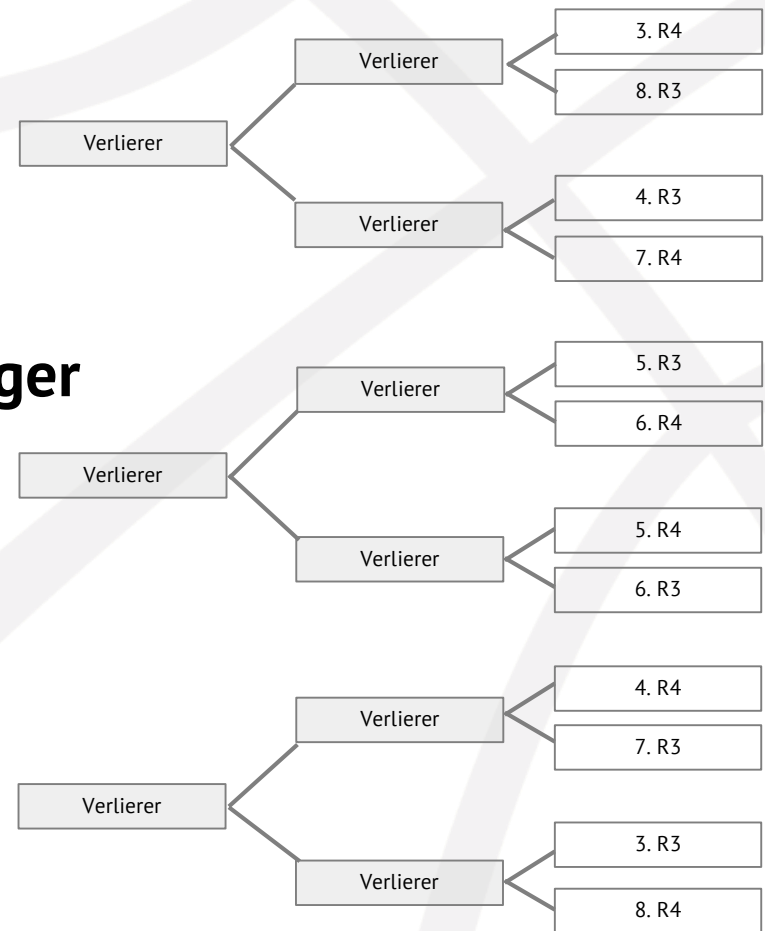 3. R4
Verlierer
8. R3
Verlierer
4. R3
Verlierer
7. R4
ger
5. R3
Verlierer
6. R4
Verlierer
5. R4
Verlierer
6. R3
4. R4
Verlierer
7. R3
Verlierer
3. R3
Verlierer
8. R4